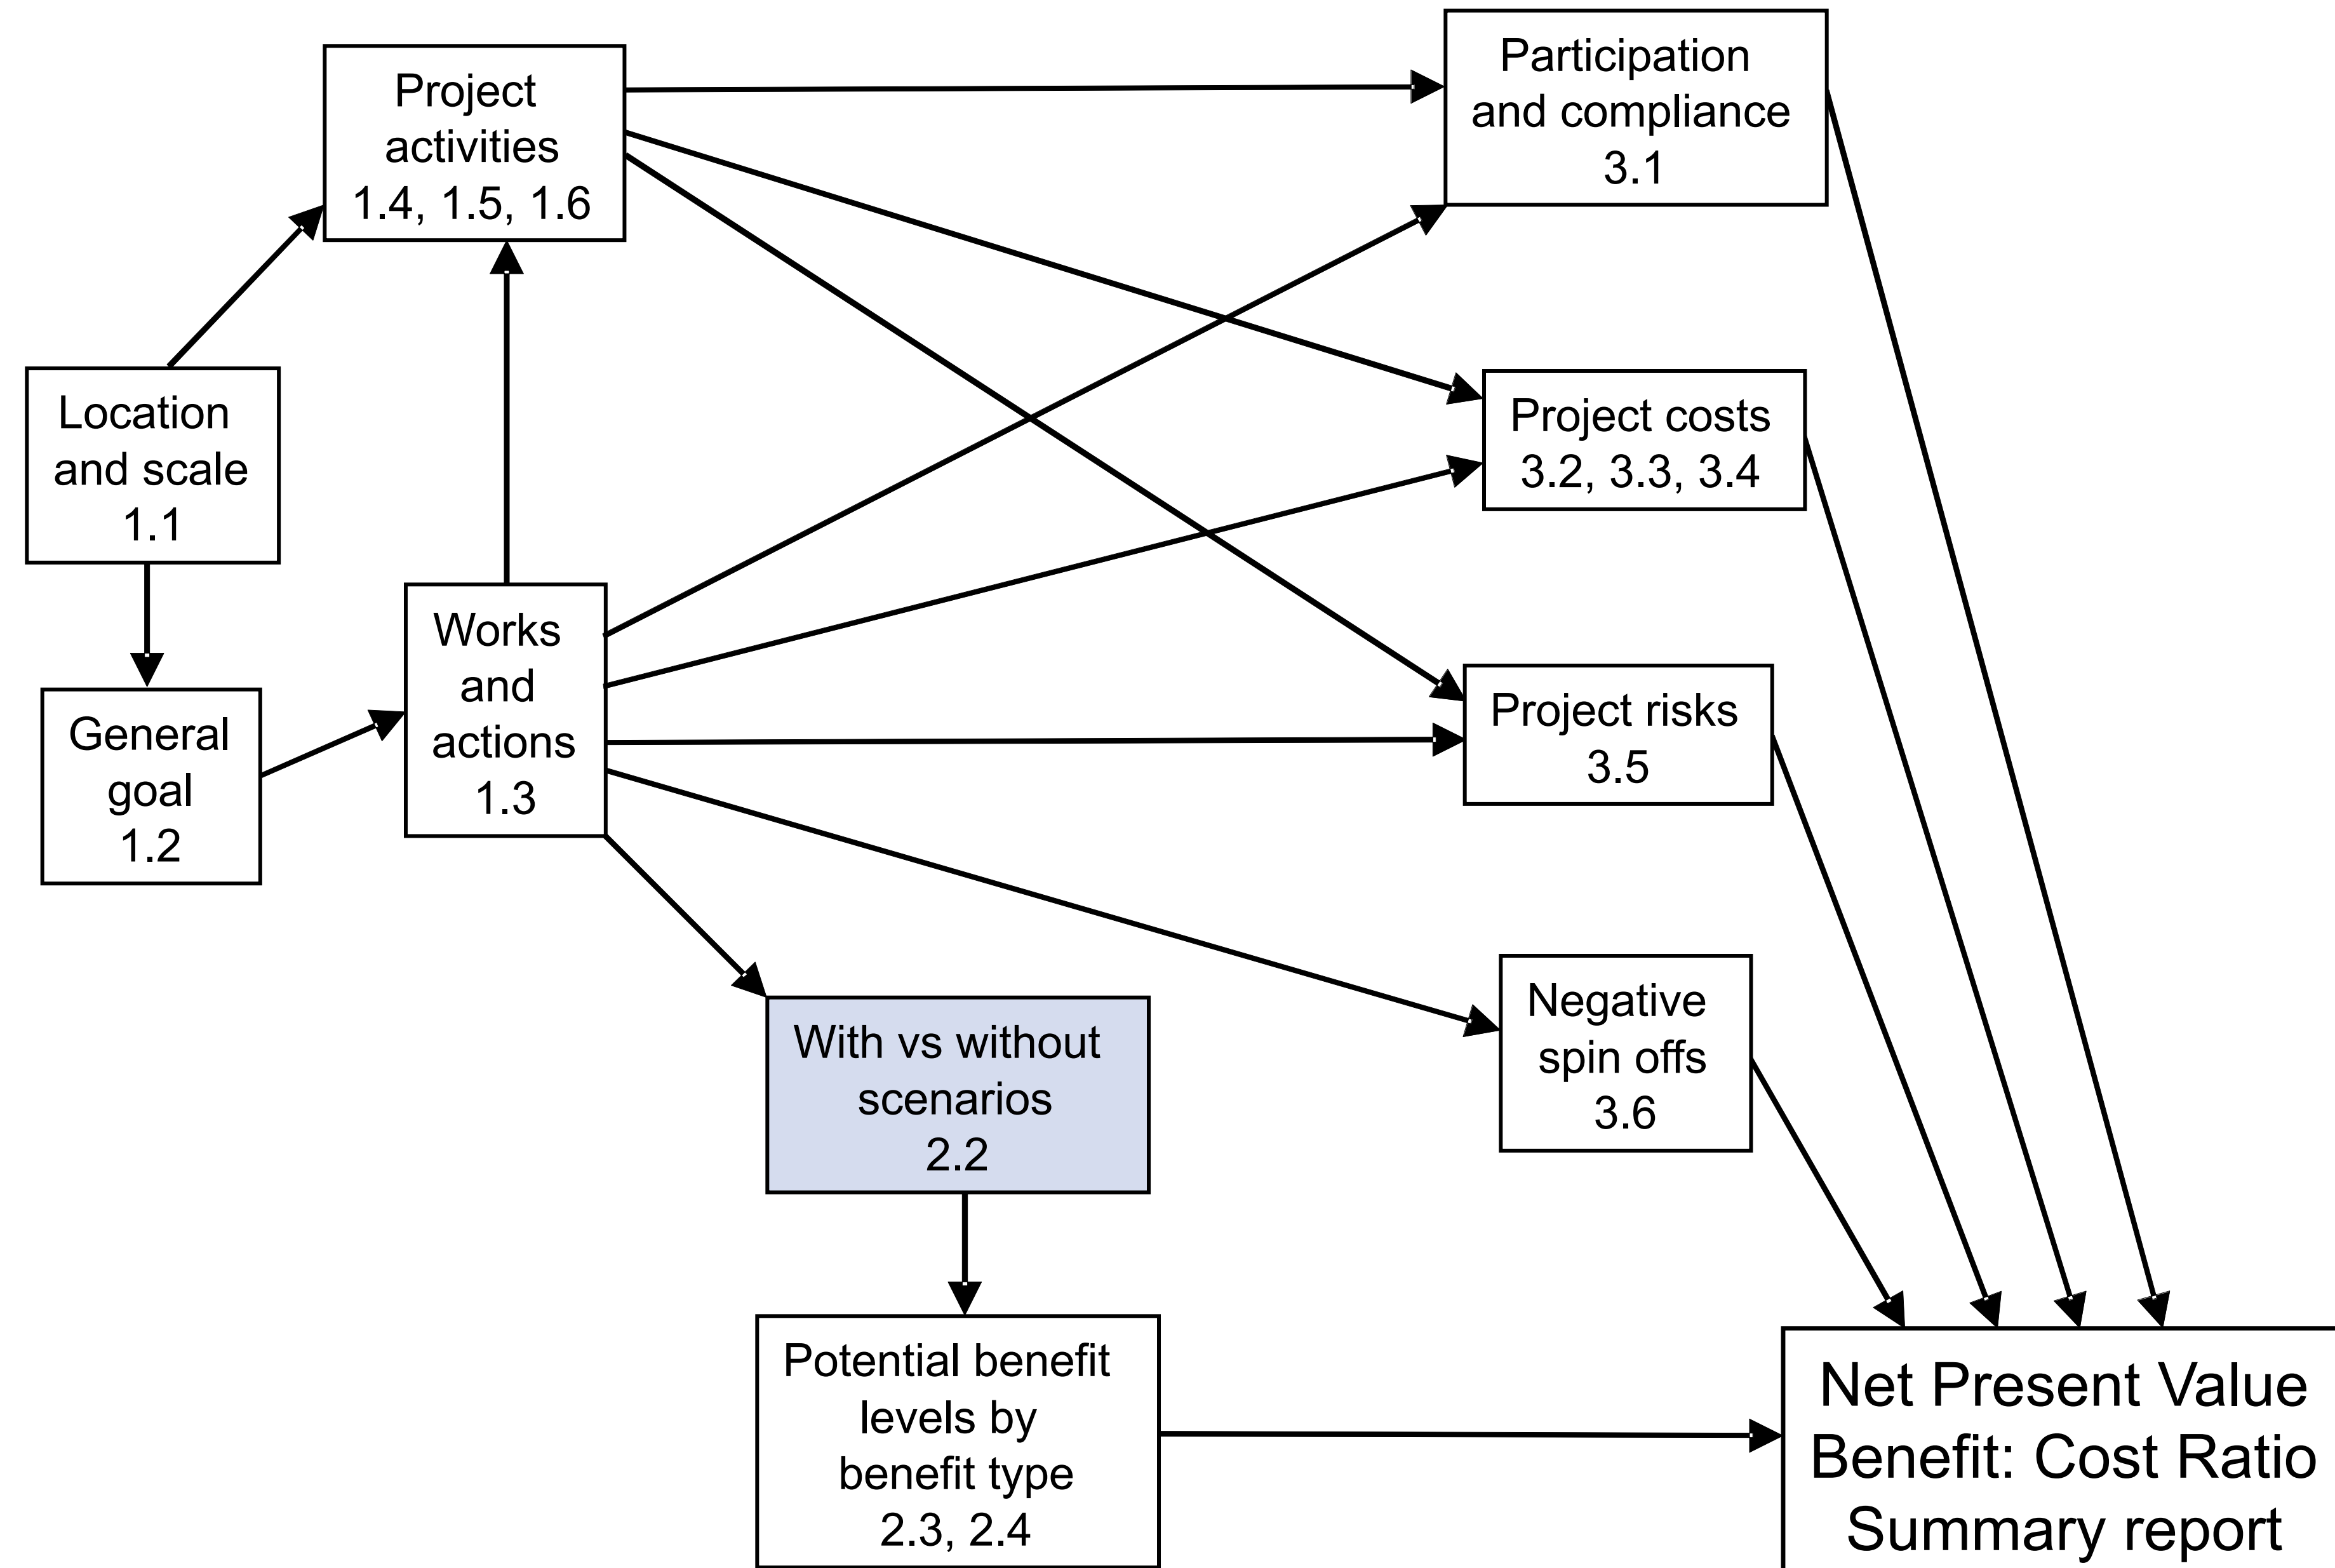 Project
activities
1.4, 1.5, 1.6
Participation
and compliance
3.1
Location
and scale
1.1
Project costs
3.2, 3.3, 3.4
General
goal
1.2
Works
and
actions
1.3
Project risks
3.5
With vs without
scenarios
2.2
Negative
spin offs
3.6
Potential benefit
levels by
benefit type
2.3, 2.4
Net Present Value
Benefit: Cost Ratio
Summary report